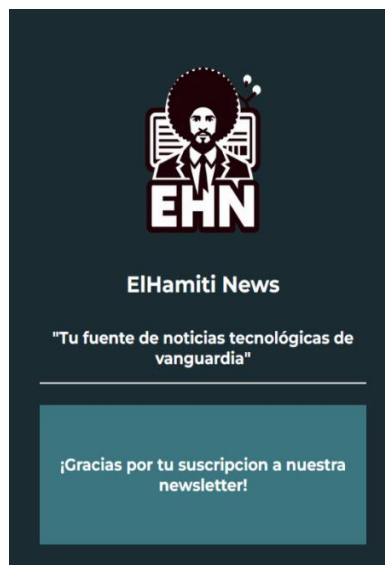 EHN
ElHamiti News
"Tu fuente de noticias tecnológicas de
vanguardia"
¡Gracias por tu suscripcion a nuestra
newsletter!